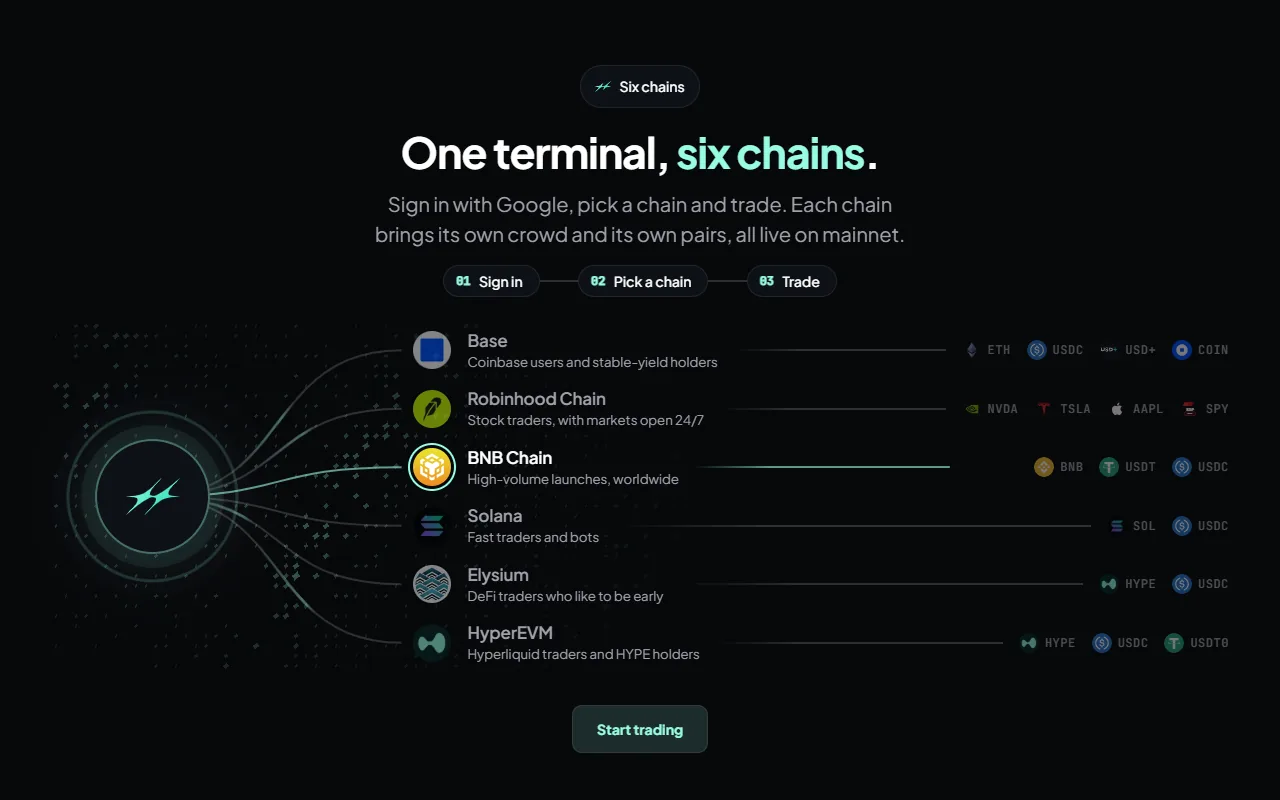 Six chains
One terminal, six chains.
Sign in with Google, pick a chain and trade. Each chain
brings its own crowd and its own pairs, all live on mainnet.
01 Sign in
02 Pick a chain
03 Trade
Base
Coinbase users and stable-yield holders
ETH USDC USD+ USD+ COIN
Robinhood Chain
Stock traders, with markets open 24/7
NVDA TSLA AAPL SPY
BNB Chain
High-volume launches, worldwide
BNB USDT USDC
Solana
Fast traders and bots
SOL USDC
Elysium
DeFi traders who like to be early
HYPE USDC
HyperEVM
Hyperliquid traders and HYPE holders
HYPE USDC USDT0
Start trading